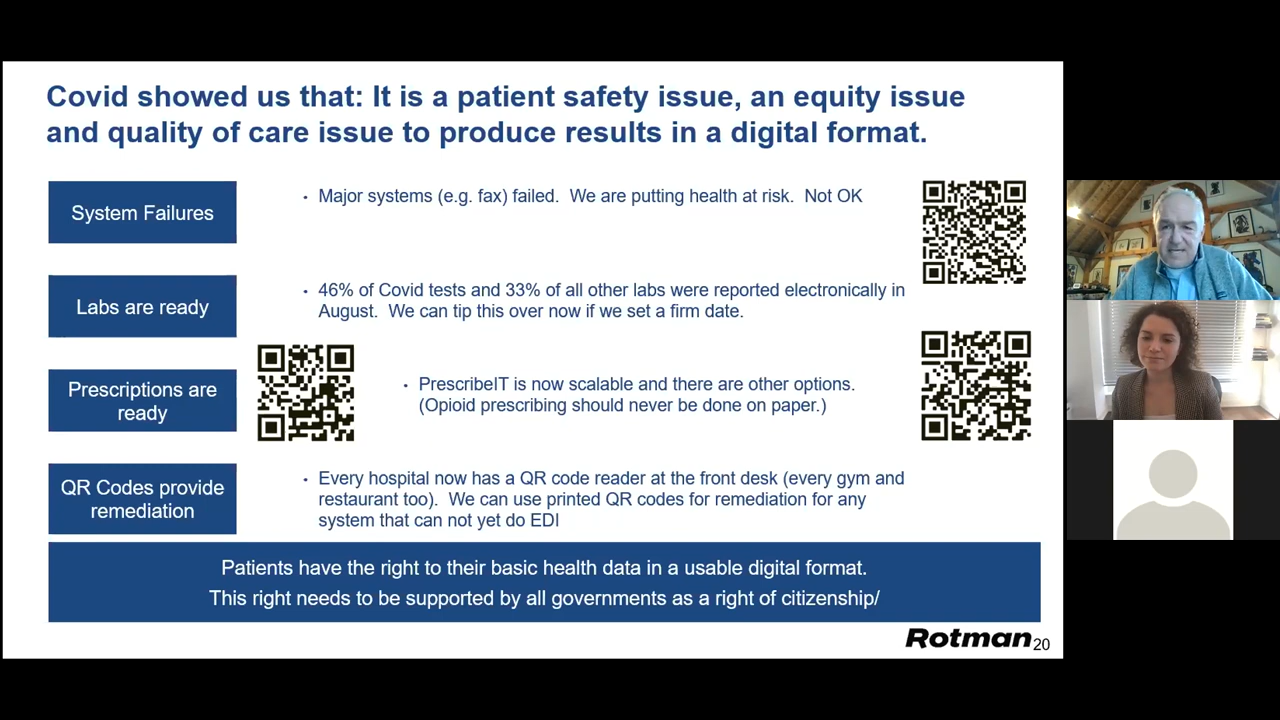 Covid showed us that: It is a patient safety issue, an equity issue
and quality of care issue to produce results in a digital format.
System Failures
• Major systems (e.g. fax) failed.  We are putting health at risk.  Not OK
Labs are ready
• 46% of Covid tests and 33% of all other labs were reported electronically in
August.  We can tip this over now if we set a firm date.
Prescriptions are
ready
• PrescribeIT is now scalable and there are other options.
(Opioid prescribing should never be done on paper.)
QR Codes provide
remediation
• Every hospital now has a QR code reader at the front desk (every gym and
restaurant too).  We can use printed QR codes for remediation for any
system that can not yet do EDI
Patients have the right to their basic health data in a usable digital format.
This right needs to be supported by all governments as a right of citizenship/
Rotman 20